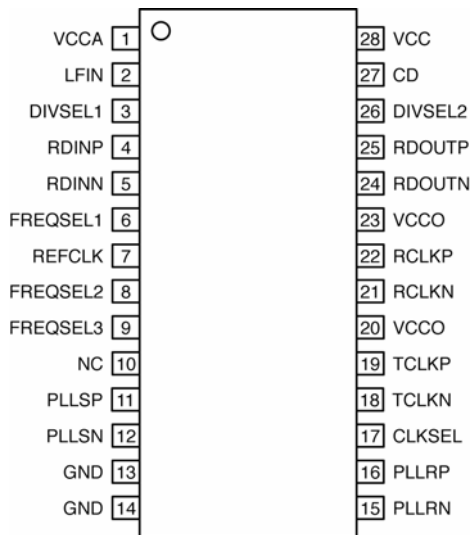 VCCA 1 28 VCC
LFIN 2 27 CD
DIVSEL1 3 26 DIVSEL2
RDINP 4 25 RDOUTP
RDINN 5 24 RDOUTN
FREQSEL1 6 23 VCCO
REFCLK 7 22 RCLKP
FREQSEL2 8 21 RCLKN
FREQSEL3 9 20 VCCO
NC 10 19 TCLKP
PLLSP 11 18 TCLKN
PLLSN 12 17 CLKSEL
GND 13 16 PLLRP
GND 14 15 PLLRN